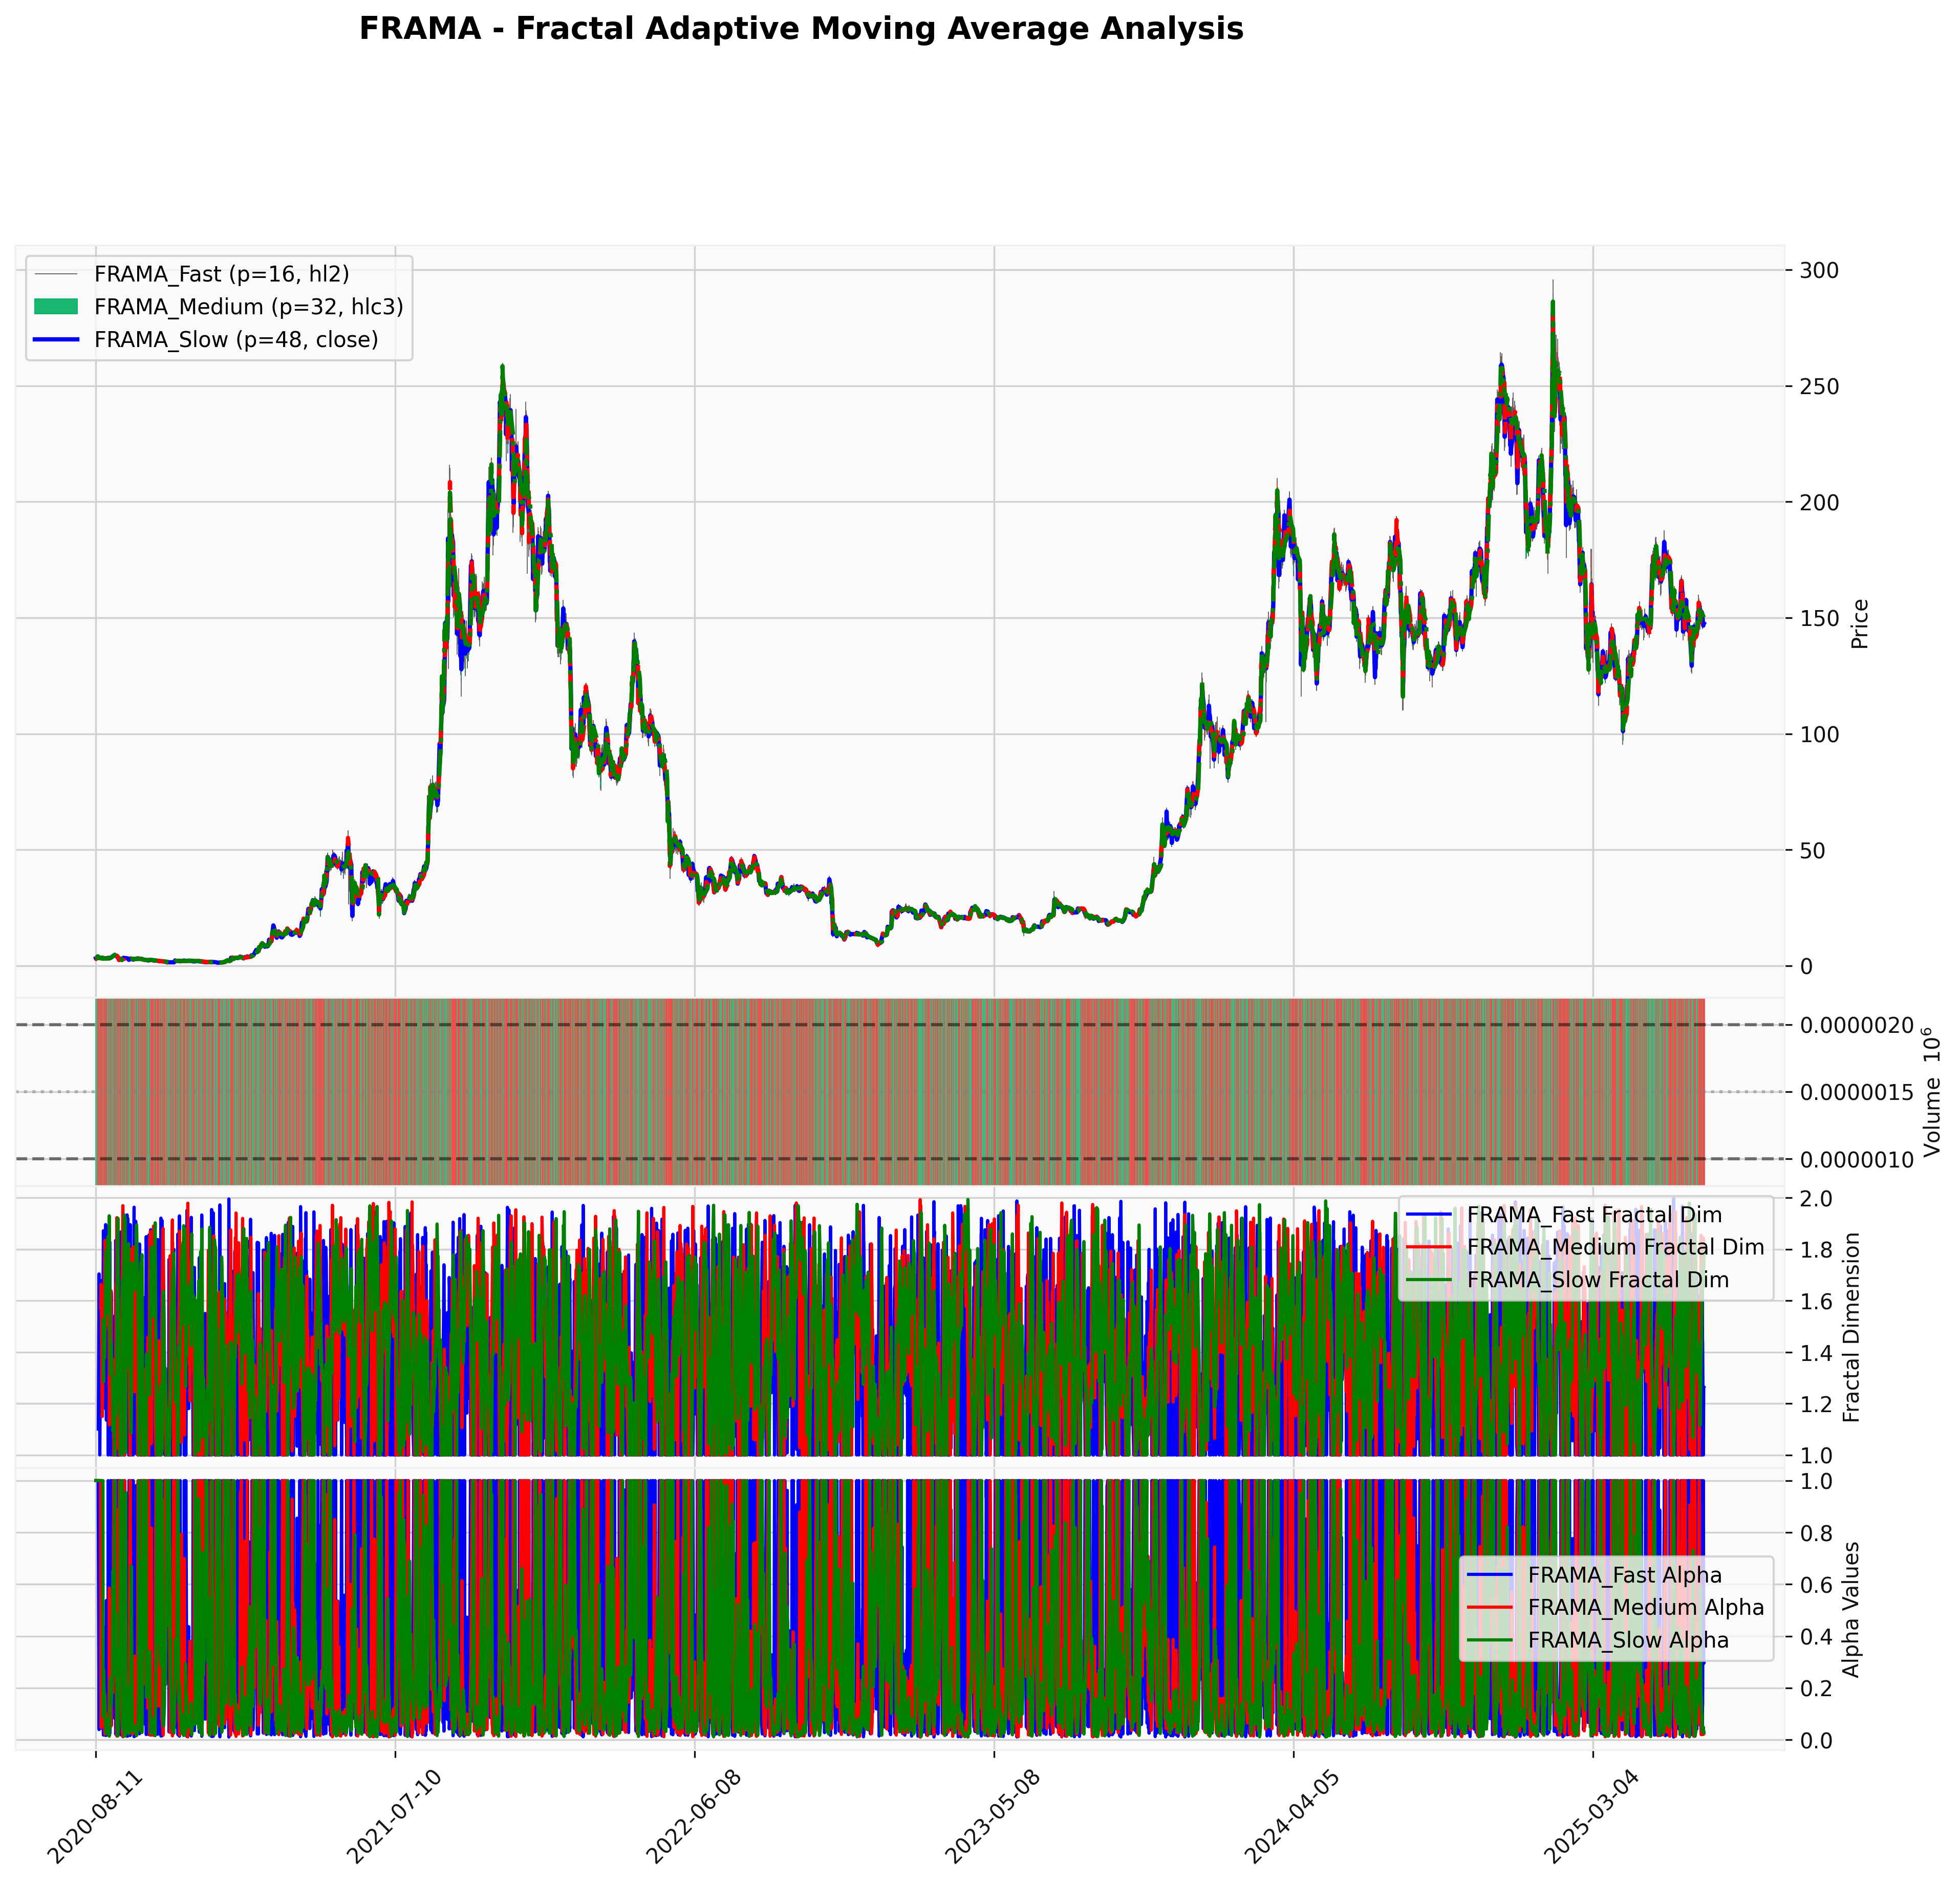 FRAMA - Fractal Adaptive Moving Average Analysis
FRAMA_Fast (p=16, hl2)
FRAMA_Medium (p=32, hlc3)
FRAMA_Slow (p=48, close)
300
250
200
150
100
50
0
Price
0.0000020
0.0000015
0.0000010
Volume 10⁶
FRAMA_Fast Fractal Dim
FRAMA_Medium Fractal Dim
FRAMA_Slow Fractal Dim
2.0
1.8
1.6
1.4
1.2
1.0
Fractal Dimension
FRAMA_Fast Alpha
FRAMA_Medium Alpha
FRAMA_Slow Alpha
1.0
0.8
0.6
0.4
0.2
0.0
Alpha Values
2020-08-11
2021-07-10
2022-06-08
2023-05-08
2024-04-05
2025-03-04